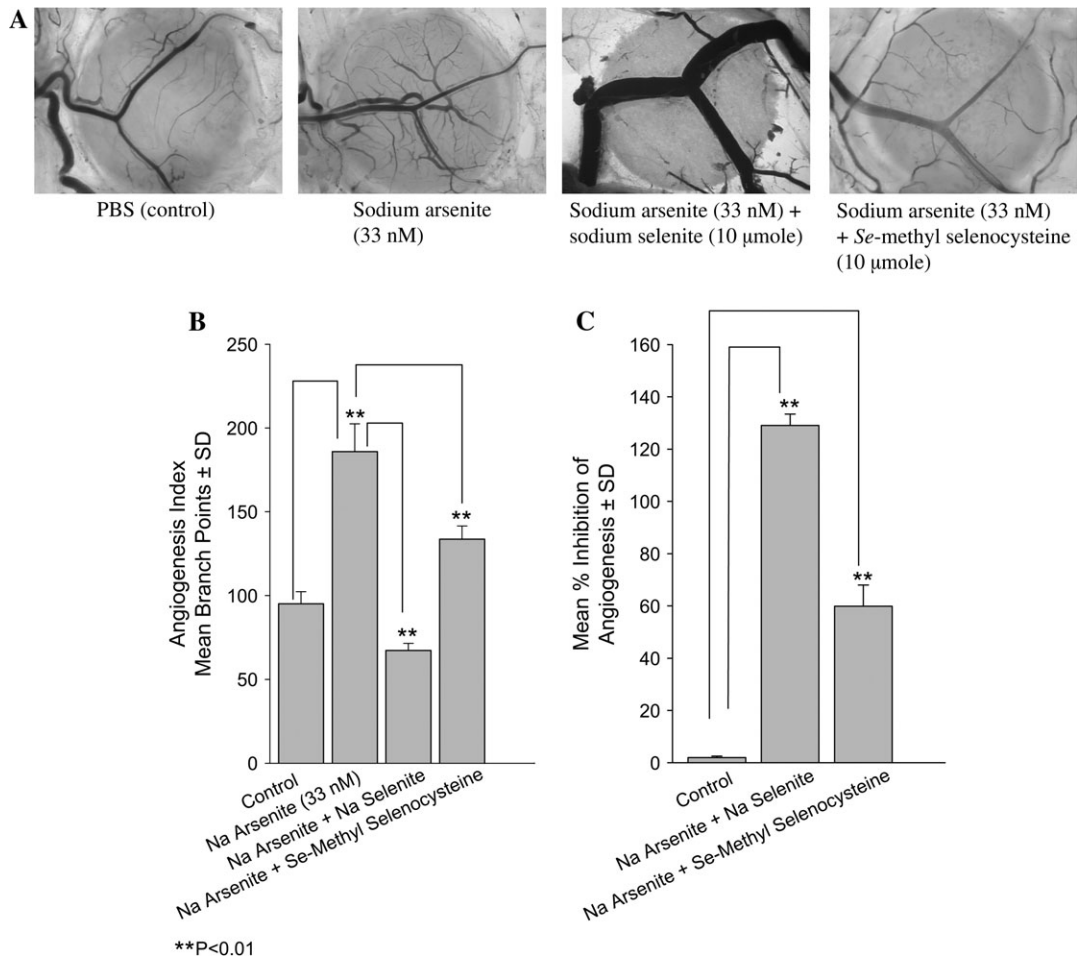 A
PBS (control)
Sodium arsenite
(33 nM)
Sodium arsenite (33 nM) +
sodium selenite (10 μmole)
Sodium arsenite (33 nM)
+ Se-methyl selenocysteine
(10 μmole)
B
Angiogenesis Index
Mean Branch Points ± SD
250
200
150
100
50
0
**
**
**
Control
Na Arsenite (33 nM)
Na Arsenite + Na Selenite
Na Arsenite + Se-Methyl Selenocysteine
**P<0.01
C
Mean % Inhibition of
Angiogenesis ± SD
160
140
120
100
80
60
40
20
0
**
**
Control
Na Arsenite + Na Selenite
Na Arsenite + Se-Methyl Selenocysteine